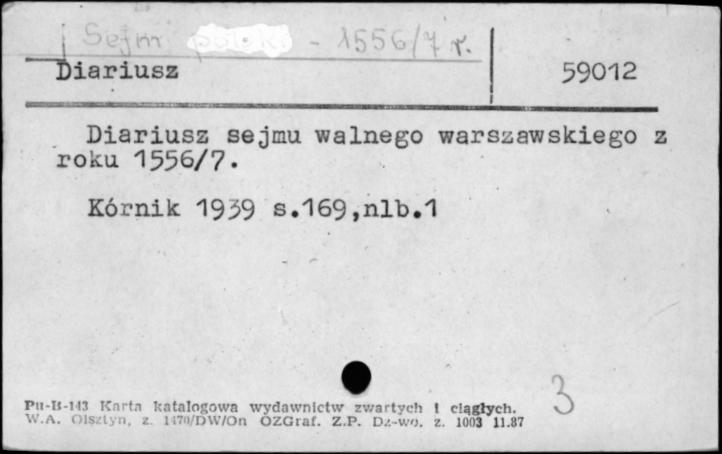 Sejm polski - 1556/7 r.
Diariusz 59012
Diariusz sejmu walnego warszawskiego z
roku 1556/7.
Kórnik 1939 s.169,nlb.1
3
Pu-B-143 Karta katalogowa wydawnictw zwartych i ciągłych.
W.A. Olsztyn, z. 1470/DW/On OZGraf. Z.P. Dz-wo. z. 1003 11.87